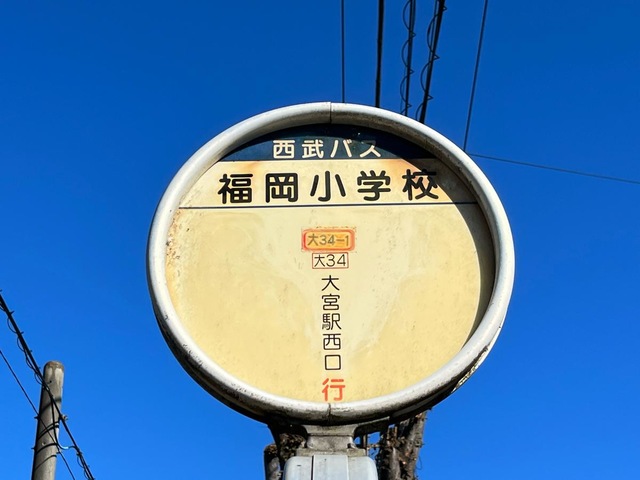 西武バス
福岡小学校
大34-1
大34
大宮駅西口
行